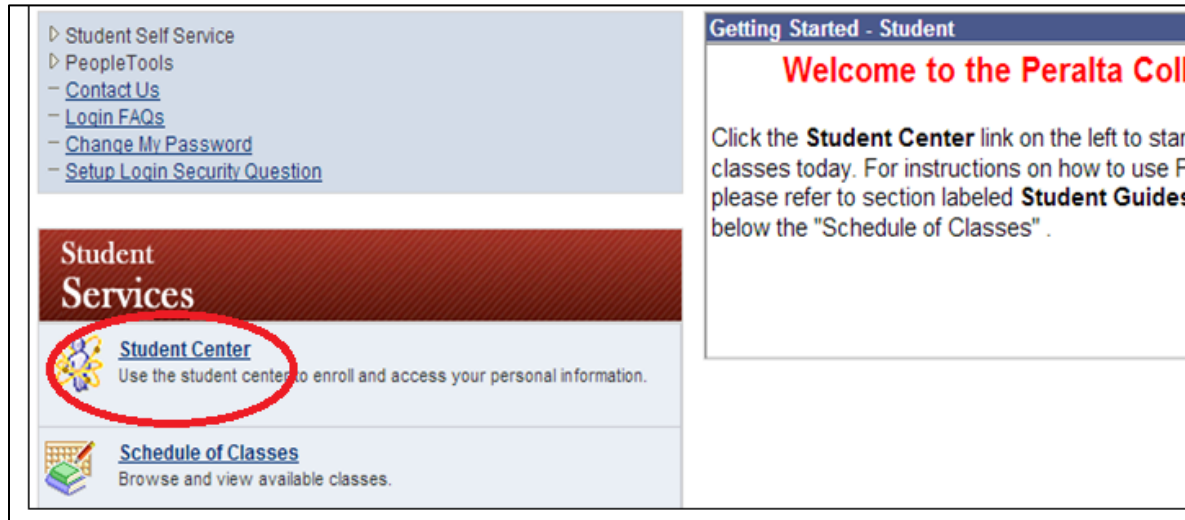 Student Self Service
PeopleTools
Contact Us
Login FAQs
Change My Password
Setup Login Security Question
Student
Services
Student Center
Use the student center to enroll and access your personal information.
Schedule of Classes
Browse and view available classes.
Getting Started - Student
Welcome to the Peralta
Click the Student Center link on the left to
classes today. For instructions on how to use
please refer to section labeled Student Guides
below the "Schedule of Classes" .